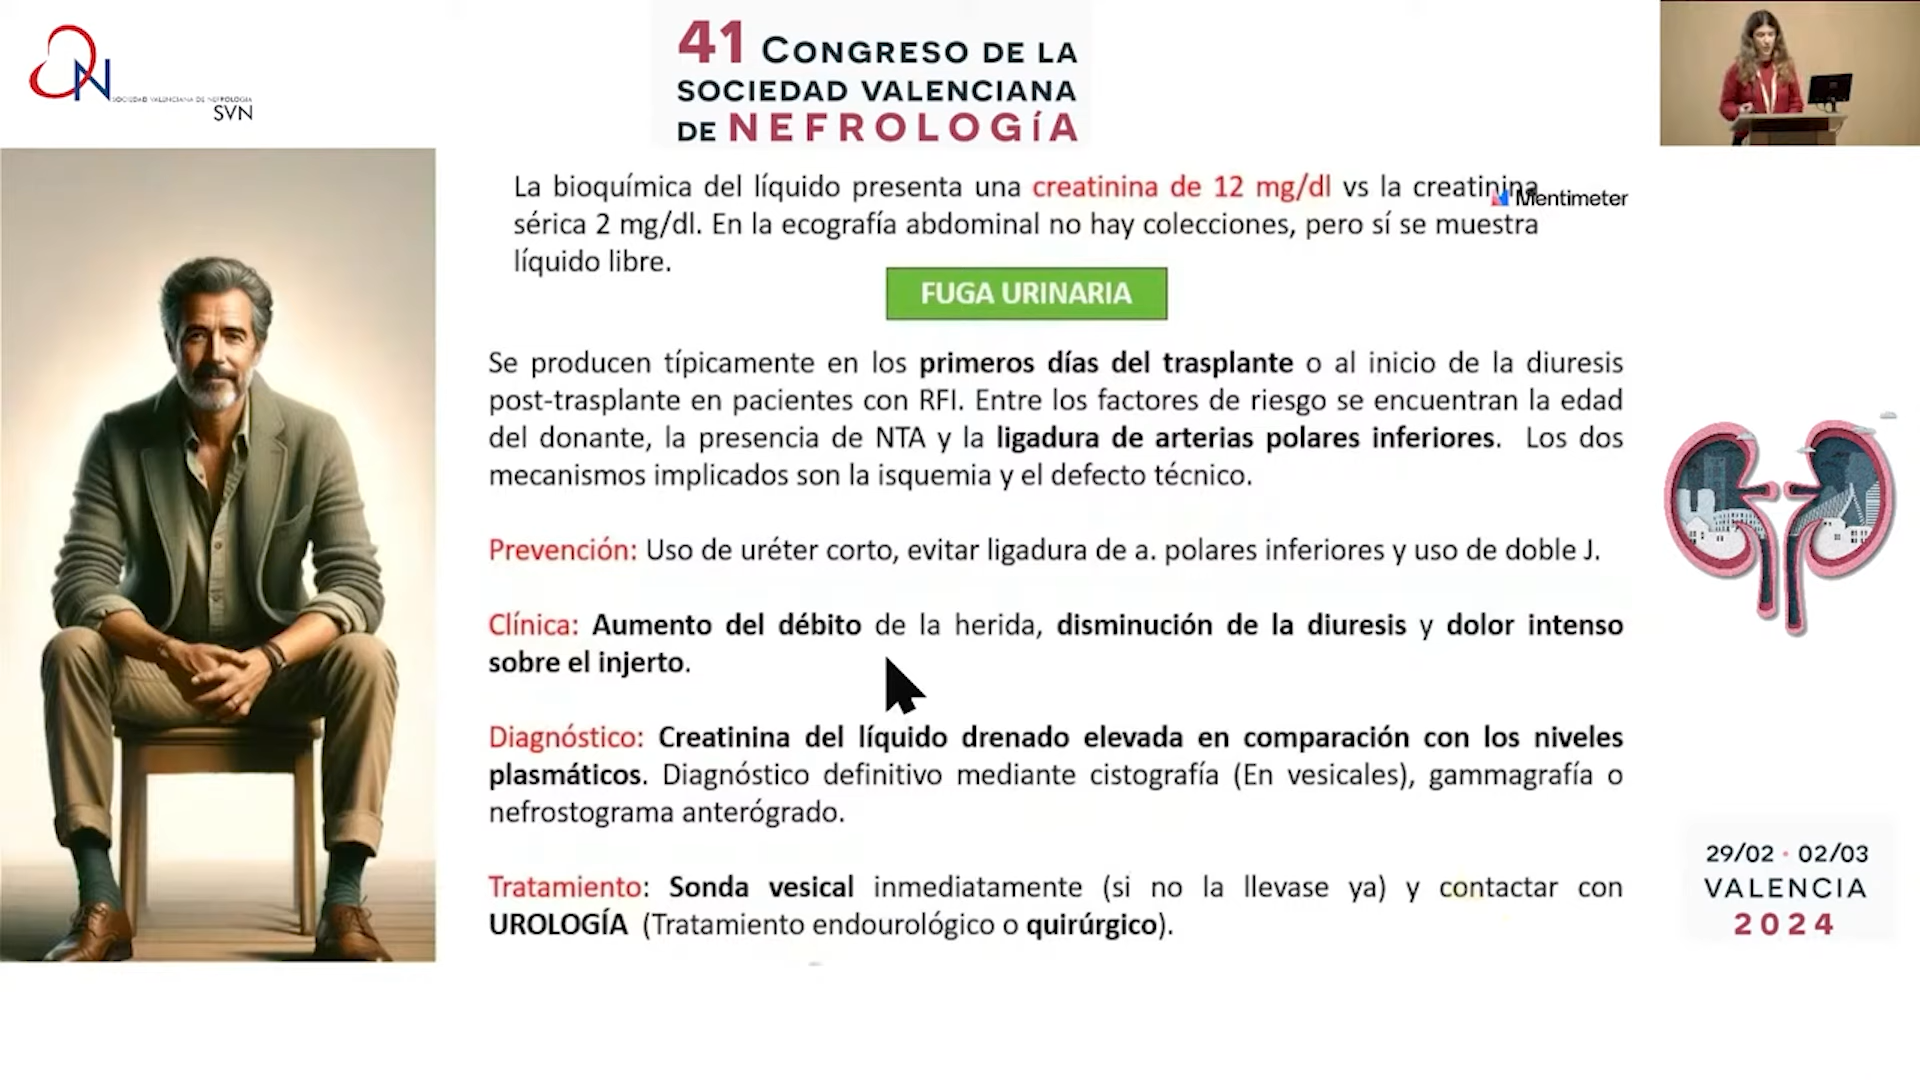 SOCIEDAD VALENCIANA DE NEFROLOGÍA
SVN
41 CONGRESO DE LA
SOCIEDAD VALENCIANA
DE NEFROLOGÍA
La bioquímica del líquido presenta una creatinina de 12 mg/dl vs la creatinina
Mentimeter
sérica 2 mg/dl. En la ecografía abdominal no hay colecciones, pero sí se muestra
líquido libre.
FUGA URINARIA
Se producen típicamente en los primeros días del trasplante o al inicio de la diuresis
post-trasplante en pacientes con RFI. Entre los factores de riesgo se encuentran la edad
del donante, la presencia de NTA y la ligadura de arterias polares inferiores. Los dos
mecanismos implicados son la isquemia y el defecto técnico.
Prevención: Uso de uréter corto, evitar ligadura de a. polares inferiores y uso de doble J.
Clínica: Aumento del débito de la herida, disminución de la diuresis y dolor intenso
sobre el injerto.
Diagnóstico: Creatinina del líquido drenado elevada en comparación con los niveles
plasmáticos. Diagnóstico definitivo mediante cistografía (En vesicales), gammagrafía o
nefrostograma anterógrado.
Tratamiento: Sonda vesical inmediatamente (si no la llevase ya) y contactar con
UROLOGÍA (Tratamiento endourológico o quirúrgico).
29/02 · 02/03
VALENCIA
2024